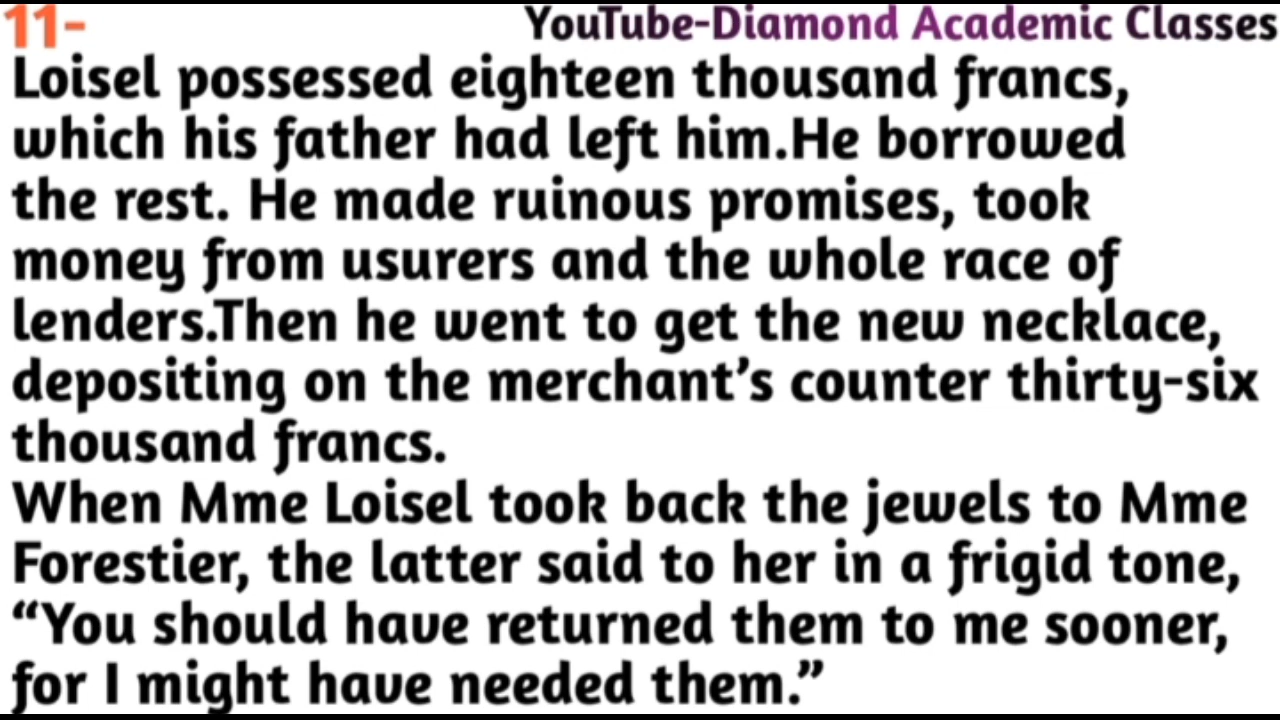 11-
YouTube-Diamond Academic Classes
Loisel possessed eighteen thousand francs,
which his father had left him.He borrowed
the rest. He made ruinous promises, took
money from usurers and the whole race of
lenders.Then he went to get the new necklace,
depositing on the merchant’s counter thirty-six
thousand francs.
When Mme Loisel took back the jewels to Mme
Forestier, the latter said to her in a frigid tone,
“You should have returned them to me sooner,
for I might have needed them.”